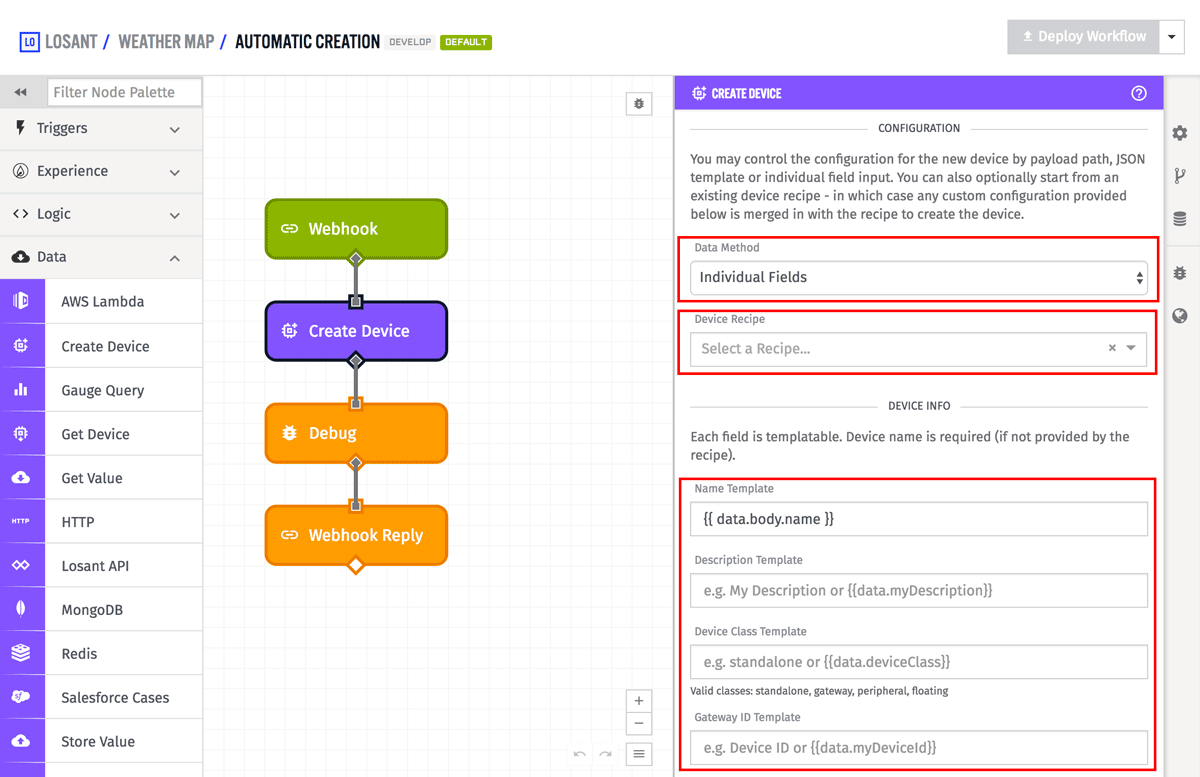 LO LOSANT / WEATHER MAP / AUTOMATIC CREATION DEVELOP DEFAULT
Deploy Workflow
Filter Node Palette
Triggers
Experience
Logic
Data
AWS Lambda
Create Device
Gauge Query
Get Device
Get Value
HTTP HTTP
Losant API
MongoDB
Redis
Salesforce Cases
Store Value
Webhook
Create Device
Debug
Webhook Reply
CREATE DEVICE
CONFIGURATION
You may control the configuration for the new device by payload path, JSON
template or individual field input. You can also optionally start from an
existing device recipe - in which case any custom configuration provided
below is merged in with the recipe to create the device.
Data Method
Individual Fields
Device Recipe
Select a Recipe...
DEVICE INFO
Each field is templatable. Device name is required (if not provided by the
recipe).
Name Template
{{ data.body.name }}
Description Template
e.g. My Description or {{data.myDescription}}
Device Class Template
e.g. standalone or {{data.deviceClass}}
Valid classes: standalone, gateway, peripheral, floating
Gateway ID Template
e.g. Device ID or {{data.myDeviceId}}